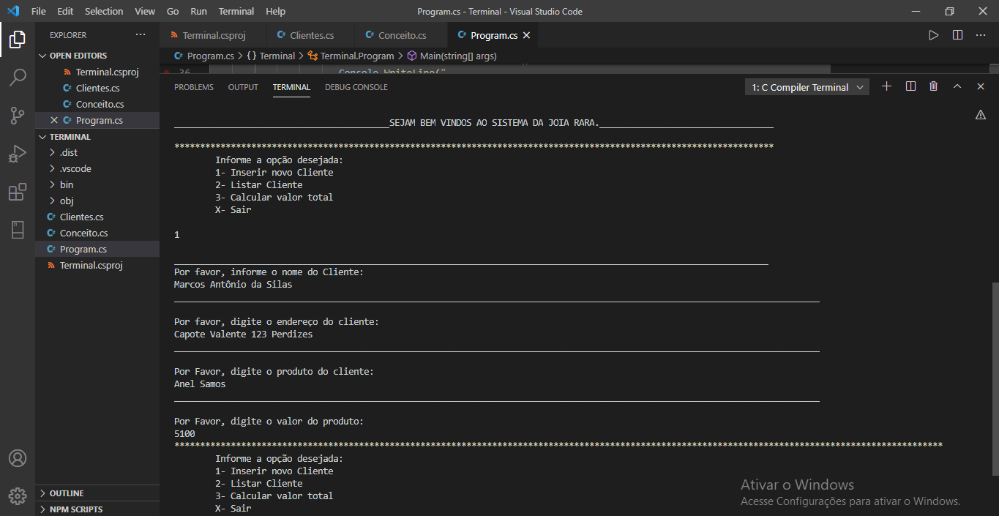 File Edit Selection View Go Run Terminal Help Program.cs - Terminal - Visual Studio Code
EXPLORER ...
Terminal.csproj Clientes.cs Conceito.cs Program.cs
OPEN EDITORS
Program.cs > {} Terminal > Terminal.Program > Main(string[] args)
Terminal.csproj
Clientes.cs
Conceito.cs
Program.cs
TERMINAL
.dist
.vscode
bin
obj
Clientes.cs
Conceito.cs
Program.cs
Terminal.csproj
OUTLINE
NPM SCRIPTS
36 Console.WriteLine("
PROBLEMS OUTPUT TERMINAL DEBUG CONSOLE 1: C Compiler Terminal
__________________________________________SEJAM BEM VINDOS AO SISTEMA DA JOIA RARA.__________________________________
*********************************************************************************************************************
Informe a opção desejada:
1- Inserir novo Cliente
2- Listar Cliente
3- Calcular valor total
X- Sair
1
____________________________________________________________________________________________________________________
Por favor, informe o nome do Cliente:
Marcos Antônio da Silas
______________________________________________________________________________________________________________________________
Por favor, digite o endereço do cliente:
Capote Valente 123 Perdizes
______________________________________________________________________________________________________________________________
Por Favor, digite o produto do cliente:
Anel Samos
______________________________________________________________________________________________________________________________
Por Favor, digite o valor do produto:
5100
******************************************************************************************************************************************************
Informe a opção desejada:
1- Inserir novo Cliente
2- Listar Cliente
3- Calcular valor total
X- Sair
Ativar o Windows
Acesse Configurações para ativar o Windows.